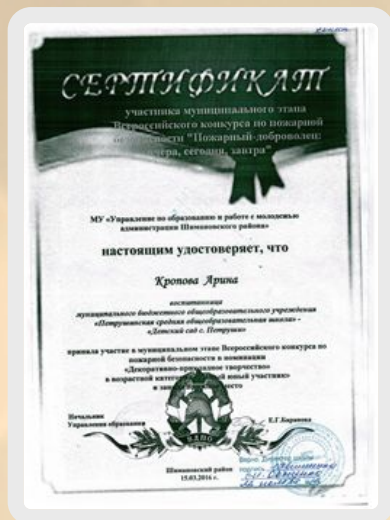 СЕРТИФИКАТ
участника муниципального этапа
Всероссийского конкурса по пожарной
безопасности "Пожарный-доброволец:
вчера, сегодня, завтра"
МУ «Управление по образованию и работе с молодежью
администрации Шимановского района»
настоящим удостоверяет, что
Кропова Арина
воспитанница
муниципального бюджетного общеобразовательного учреждения
«Петрушинская средняя общеобразовательная школа» -
«Детский сад с. Петруши»
приняла участие в муниципальном этапе Всероссийского конкурса по
пожарной безопасности в номинации
«Декоративно-прикладное творчество»
в возрастной юный участник»
и место
Начальник
Управления образования
Е.Г.Баранова
ВДПО
Шимановский район
15.03.2016 г.